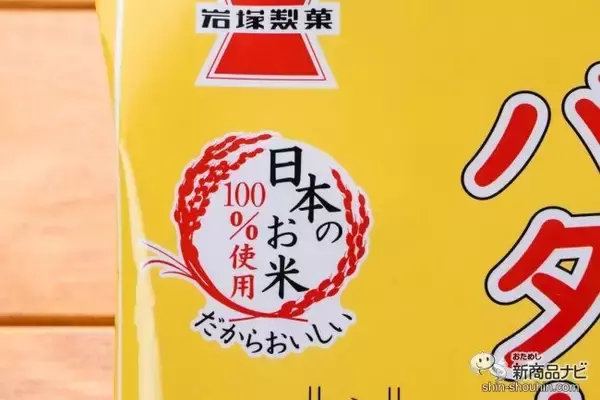 岩塚製菓
日本の
お米
100%使用
だからおいしい
バタ
おためし
新商品ナビ
shin-shouhin.com